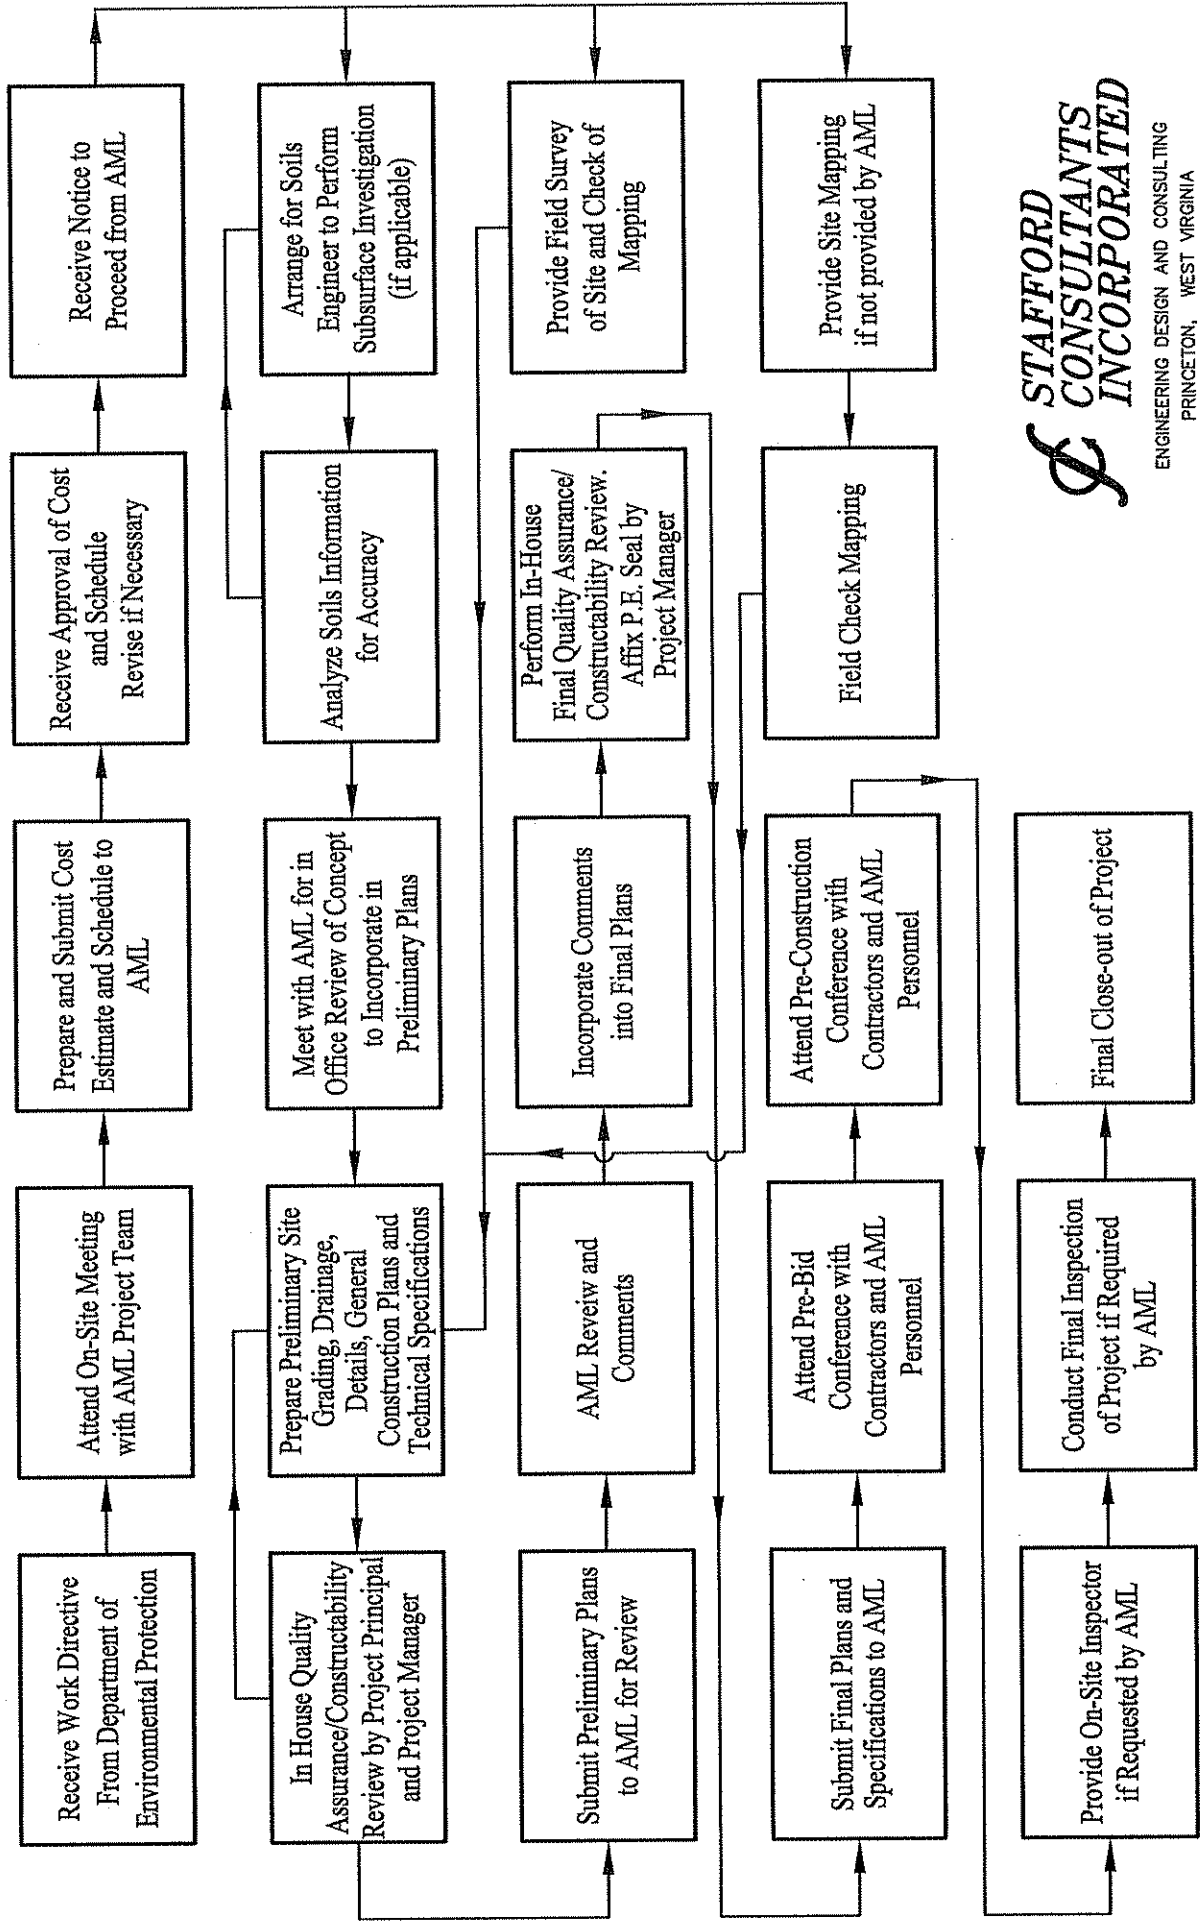 Receive Work Directive
From Department of
Environmental Protection
Attend On-Site Meeting
with AML Project Team
Prepare and Submit Cost
Estimate and Schedule to
AML
Receive Approval of Cost
and Schedule
Revise if Necessary
Receive Notice to
Proceed from AML
In House Quality
Assurance/Constructability
Review by Project Principal
and Project Manager
Prepare Preliminary Site
Grading, Drainage,
Details, General
Construction Plans and
Technical Specifications
Meet with AML for in
Office Review of Concept
to Incorporate in
Preliminary Plans
Analyze Soils Information
for Accuracy
Arrange for Soils
Engineer to Perform
Subsurface Investigation
(if applicable)
Submit Preliminary Plans
to AML for Review
AML Reveiw and
Comments
Incorporate Comments
into Final Plans
Perform In-House
Final Quality Assurance/
Constructability Review.
Affix P.E. Seal by
Project Manager
Provide Field Survey
of Site and Check of
Mapping
Submit Final Plans and
Specifications to AML
Attend Pre-Bid
Conference with
Contractors and AML
Personnel
Attend Pre-Construction
Conference with
Contractors and AML
Personnel
Field Check Mapping
Provide Site Mapping
if not provided by AML
Provide On-Site Inspector
if Requested by AML
Conduct Final Inspection
of Project if Required
by AML
Final Close-out of Project
STAFFORD
CONSULTANTS
INCORPORATED
ENGINEERING DESIGN AND CONSULTING
PRINCETON, WEST VIRGINIA